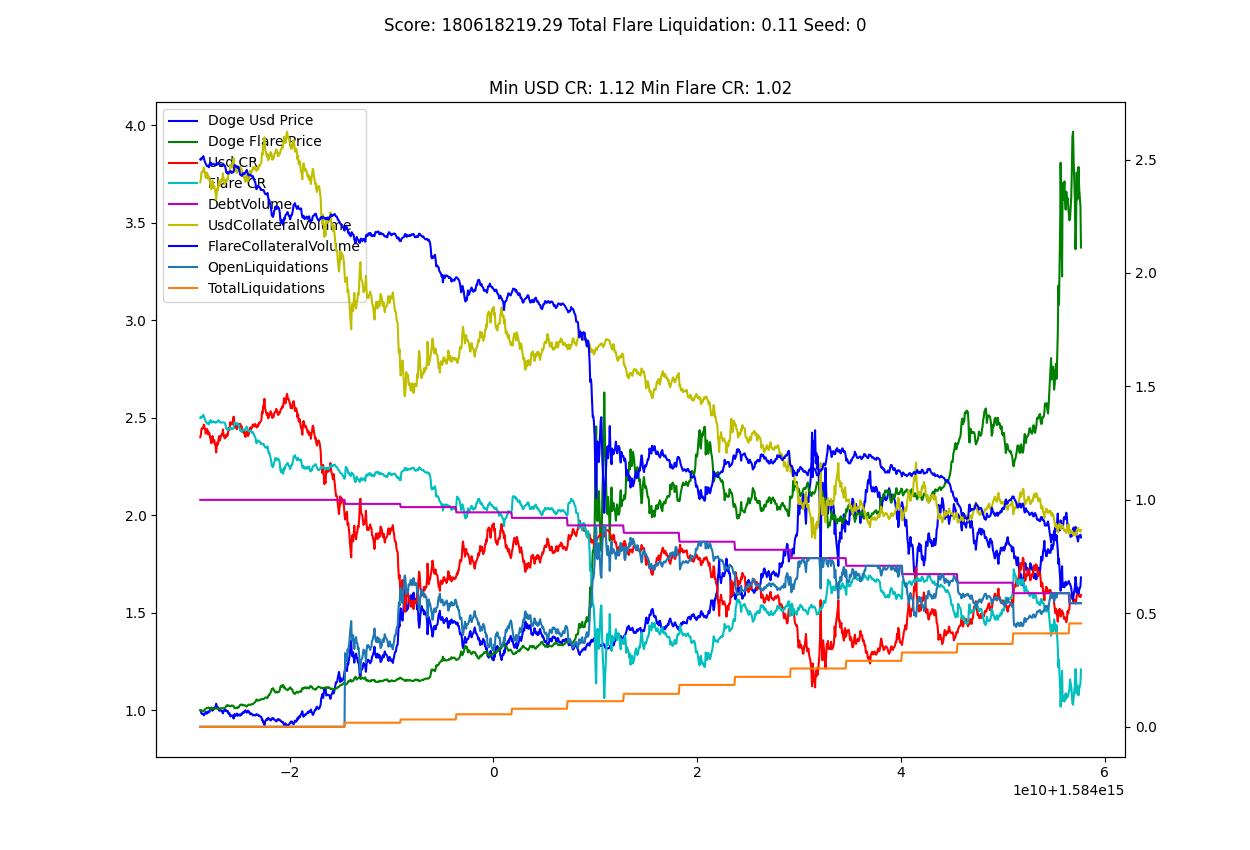 Score: 180618219.29 Total Flare Liquidation: 0.11 Seed: 0
Min USD CR: 1.12 Min Flare CR: 1.02
Doge Usd Price
Doge Flare Price
Usd CR
Flare CR
DebtVolume
UsdCollateralVolume
FlareCollateralVolume
OpenLiquidations
TotalLiquidations
4.0
3.5
3.0
2.5
2.0
1.5
1.0
2.5
2.0
1.5
1.0
0.5
0.0
−2
0
2
4
6
1e10+1.584e15